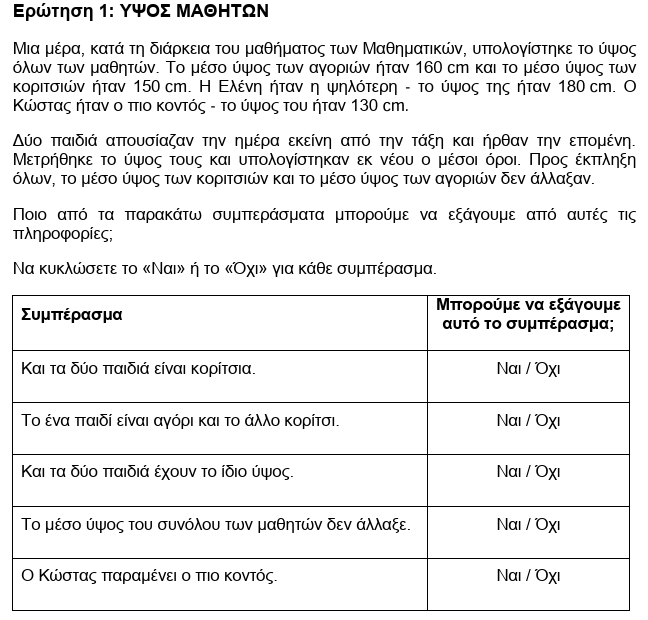 Ερώτηση 1: ΥΨΟΣ ΜΑΘΗΤΩΝ
Μια μέρα, κατά τη διάρκεια του μαθήματος των Μαθηματικών, υπολογίστηκε το ύψος
όλων των μαθητών. Το μέσο ύψος των αγοριών ήταν 160 cm και το μέσο ύψος των
κοριτσιών ήταν 150 cm. Η Ελένη ήταν η ψηλότερη - το ύψος της ήταν 180 cm. Ο
Κώστας ήταν ο πιο κοντός - το ύψος του ήταν 130 cm.
Δύο παιδιά απουσίαζαν την ημέρα εκείνη από την τάξη και ήρθαν την επομένη.
Μετρήθηκε το ύψος τους και υπολογίστηκαν εκ νέου ο μέσοι όροι. Προς έκπληξη
όλων, το μέσο ύψος των κοριτσιών και το μέσο ύψος των αγοριών δεν άλλαξαν.
Ποιο από τα παρακάτω συμπεράσματα μπορούμε να εξάγουμε από αυτές τις
πληροφορίες;
Να κυκλώσετε το «Ναι» ή το «Όχι» για κάθε συμπέρασμα.
Συμπέρασμα Μπορούμε να εξάγουμε
αυτό το συμπέρασμα;
Και τα δύο παιδιά είναι κορίτσια. Ναι / Όχι
Το ένα παιδί είναι αγόρι και το άλλο κορίτσι. Ναι / Όχι
Και τα δύο παιδιά έχουν το ίδιο ύψος. Ναι / Όχι
Το μέσο ύψος του συνόλου των μαθητών δεν άλλαξε. Ναι / Όχι
Ο Κώστας παραμένει ο πιο κοντός. Ναι / Όχι